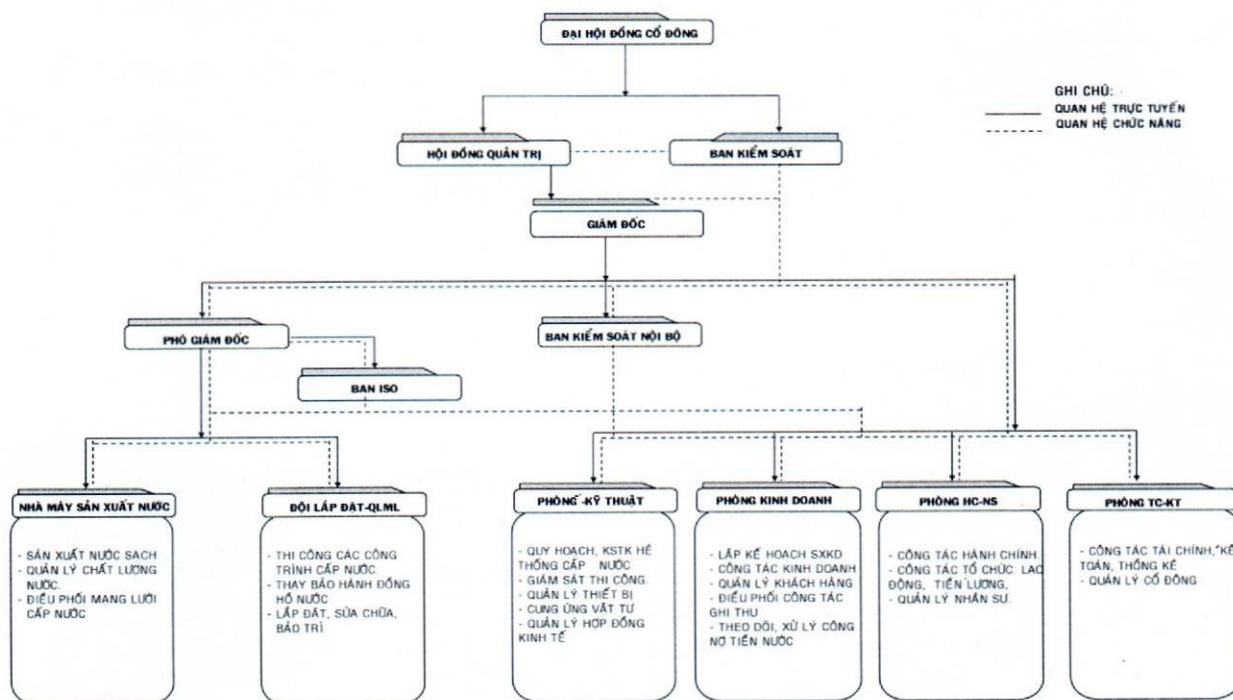 ĐẠI HỘI ĐỒNG CỔ ĐÔNG
GHI CHÚ:
QUAN HỆ TRỰC TUYẾN
QUAN HỆ CHỨC NĂNG
HỘI ĐỒNG QUẢN TRỊ
BAN KIỂM SOÁT
GIÁM ĐỐC
PHÓ GIÁM ĐỐC
BAN KIỂM SOÁT NỘI BỘ
BAN ISO
NHÀ MÁY SẢN XUẤT NƯỚC
- SẢN XUẤT NƯỚC SẠCH
- QUẢN LÝ CHẤT LƯỢNG
NƯỚC.
- ĐIỀU PHỐI MẠNG LƯỚI
CẤP NƯỚC
ĐỘI LẮP ĐẶT-QLML
- THI CÔNG CÁC CÔNG
TRÌNH CẤP NƯỚC
- THAY BẢO HÀNH ĐỒNG
HỒ NƯỚC
- LẮP ĐẶT, SỬA CHỮA,
BẢO TRÌ
PHÒNG -KỸ THUẬT
- QUY HOẠCH, KSTK HỆ
THỐNG CẤP NƯỚC
- GIÁM SÁT THI CÔNG.
- QUẢN LÝ THIẾT BỊ
- CUNG ỨNG VẬT TƯ
- QUẢN LÝ HỢP ĐỒNG
KINH TẾ
PHÒNG KINH DOANH
- LẬP KẾ HOẠCH SXKD
- CÔNG TÁC KINH DOANH
- QUẢN LÝ KHÁCH HÀNG
- ĐIỀU PHỐI CÔNG TÁC
GHI THU
- THEO DÕI, XỬ LÝ CÔNG
NỢ TIỀN NƯỚC
PHÒNG HC-NS
- CÔNG TÁC HÀNH CHÍNH.
- CÔNG TÁC TỔ CHỨC: LAO
ĐỘNG, TIỀN LƯƠNG,
- QUẢN LÝ NHÂN SỰ.
PHÒNG TC-KT
- CÔNG TÁC TÀI CHÍNH, KẾ
TOÁN, THỐNG KÊ
- QUẢN LÝ CỔ ĐÔNG